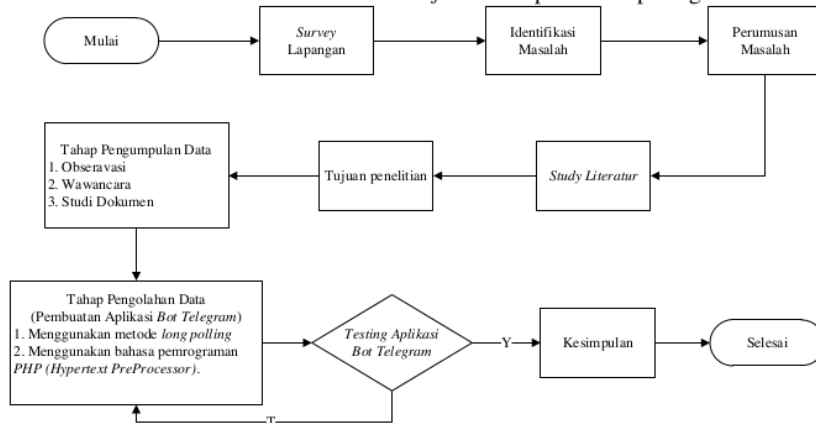 Mulai
Survey
Lapangan
Identifikasi
Masalah
Perumusan
Masalah
Study Literatur
Tujuan penelitian
Tahap Pengumpulan Data
1. Obseravasi
2. Wawancara
3. Studi Dokumen
Tahap Pengolahan Data
(Pembuatan Aplikasi Bot Telegram)
1. Menggunakan metode long polling
2. Menggunakan bahasa pemrograman
PHP (Hypertext PreProcessor).
Testing Aplikasi
Bot Telegram
Y
T
Kesimpulan
Selesai